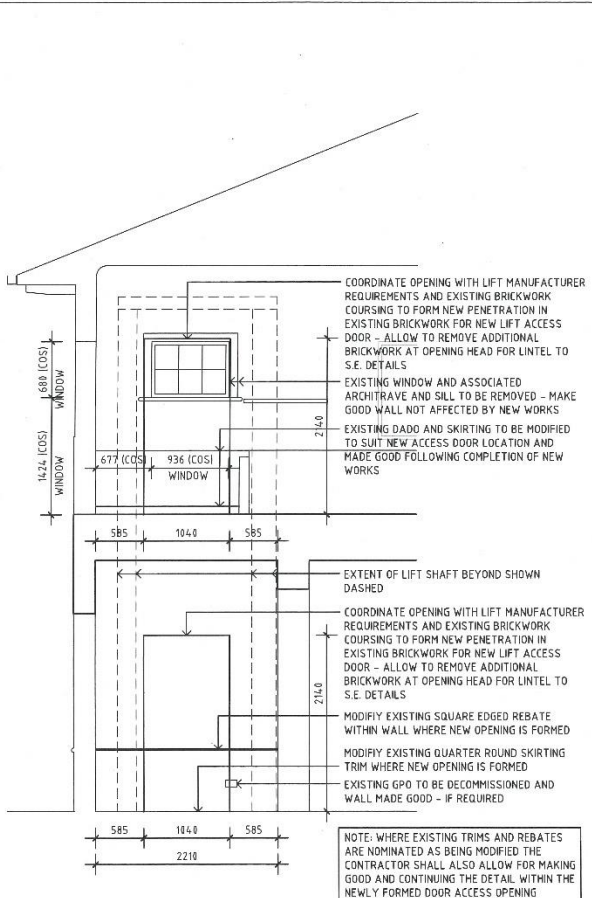 COORDINATE OPENING WITH LIFT MANUFACTURER
REQUIREMENTS AND EXISTING BRICKWORK
COURSING TO FORM NEW PENETRATION IN
EXISTING BRICKWORK FOR NEW LIFT ACCESS
DOOR – ALLOW TO REMOVE ADDITIONAL
BRICKWORK AT OPENING HEAD FOR LINTEL TO
S.E. DETAILS
EXISTING WINDOW AND ASSOCIATED
ARCHITRAVE AND SILL TO BE REMOVED – MAKE
GOOD WALL NOT AFFECTED BY NEW WORKS
EXISTING DADO AND SKIRTING TO BE MODIFIED
TO SUIT NEW ACCESS DOOR LOCATION AND
MADE GOOD FOLLOWING COMPLETION OF NEW
WORKS
680 (COS)
WINDOW
1424 (COS)
WINDOW
2140
677 (COS) 936 (COS)
WINDOW
585 1040 585
EXTENT OF LIFT SHAFT BEYOND SHOWN
DASHED
COORDINATE OPENING WITH LIFT MANUFACTURER
REQUIREMENTS AND EXISTING BRICKWORK
COURSING TO FORM NEW PENETRATION IN
EXISTING BRICKWORK FOR NEW LIFT ACCESS
DOOR – ALLOW TO REMOVE ADDITIONAL
BRICKWORK AT OPENING HEAD FOR LINTEL TO
S.E. DETAILS
2140
MODIFIY EXISTING SQUARE EDGED REBATE
WITHIN WALL WHERE NEW OPENING IS FORMED
MODIFIY EXISTING QUARTER ROUND SKIRTING
TRIM WHERE NEW OPENING IS FORMED
EXISTING GPO TO BE DECOMMISSIONED AND
WALL MADE GOOD – IF REQUIRED
585 1040 585
2210
NOTE: WHERE EXISTING TRIMS AND REBATES
ARE NOMINATED AS BEING MODIFIED THE
CONTRACTOR SHALL ALSO ALLOW FOR MAKING
GOOD AND CONTINUING THE DETAIL WITHIN THE
NEWLY FORMED DOOR ACCESS OPENING